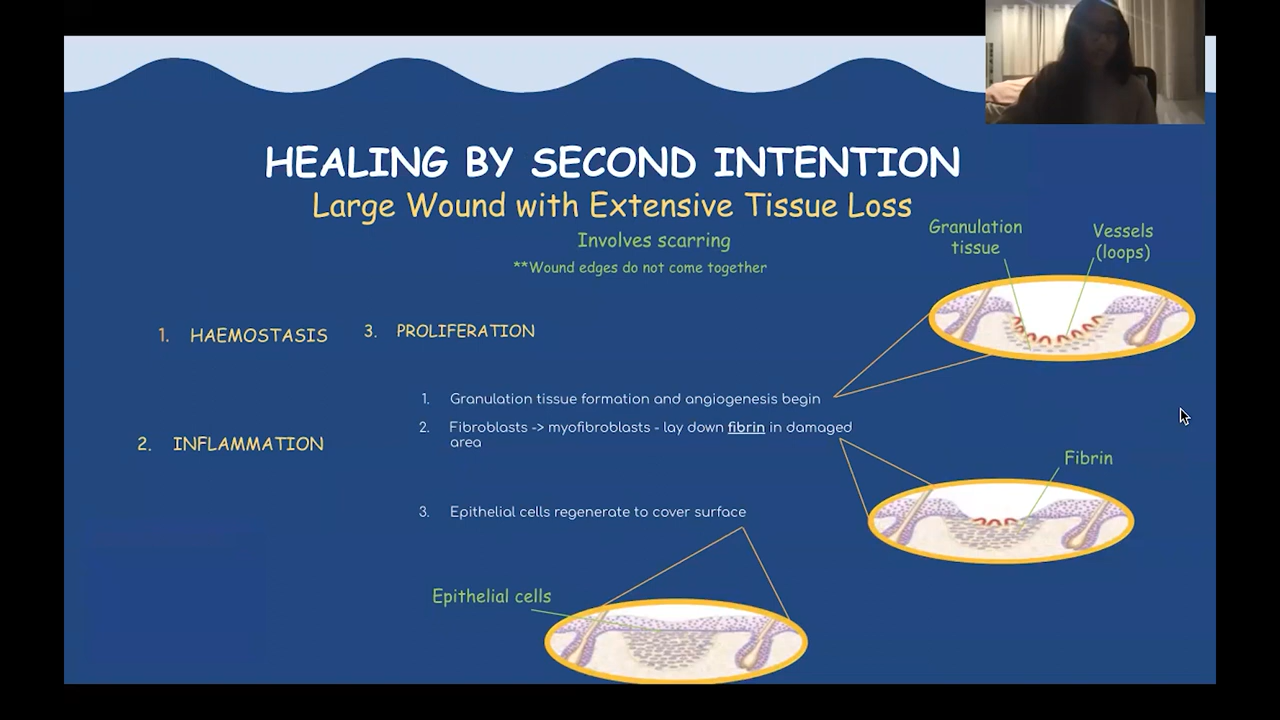 HEALING BY SECOND INTENTION
Large Wound with Extensive Tissue Loss
Involves scarring
**Wound edges do not come together
Granulation
tissue
Vessels
(loops)
1. HAEMOSTASIS
3. PROLIFERATION
1. Granulation tissue formation and angiogenesis begin
2. Fibroblasts -> myofibroblasts - lay down fibrin in damaged
area
2. INFLAMMATION
Fibrin
3. Epithelial cells regenerate to cover surface
Epithelial cells